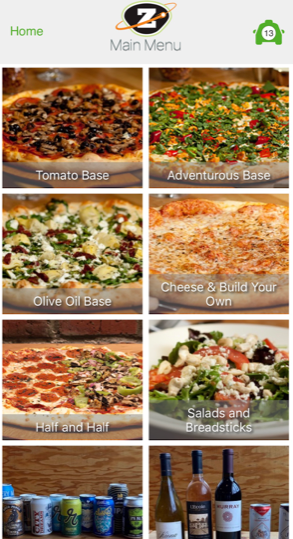 Home
Z
Main Menu
13
Tomato Base
Adventurous Base
Olive Oil Base
Cheese & Build Your
Own
Half and Half
Salads and
Breadsticks